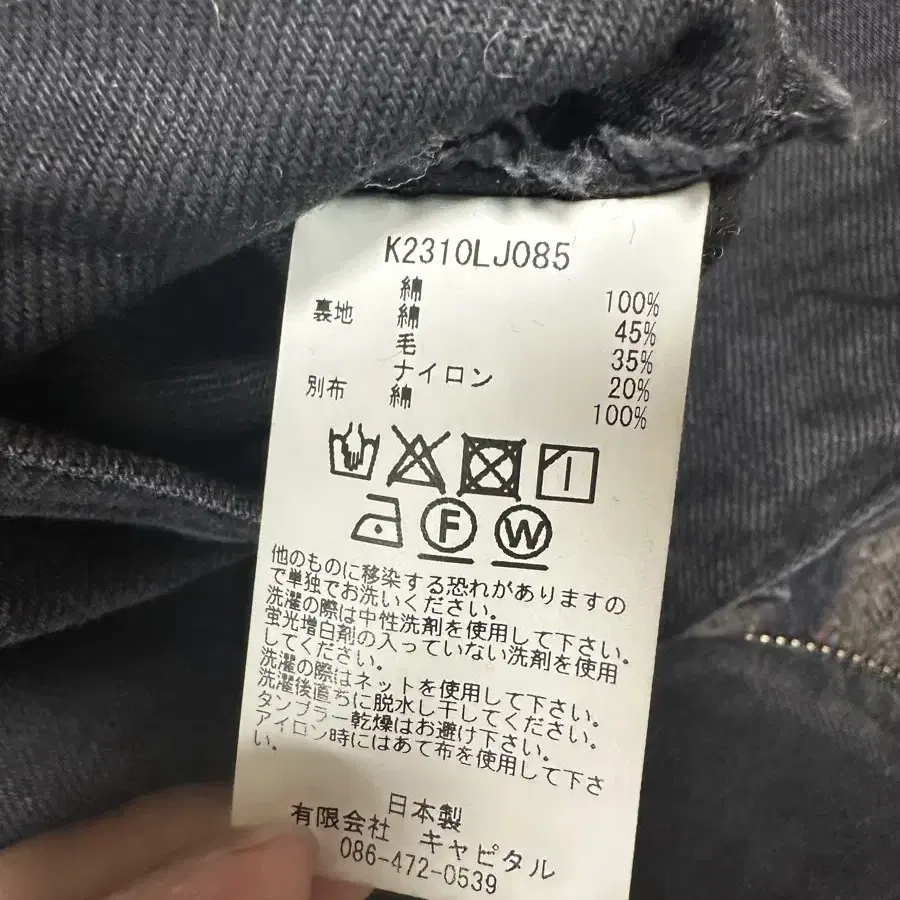 K2310LJ085
綿 100%
裏地 綿 45%
毛 35%
ナイロン 20%
別布 綿 100%
F W
他のものに移染する恐れがありますの
で単独でお洗いください。
洗濯の際は中性洗剤を使用して下さい。
蛍光増白剤の入っていない洗剤を使用
してください。
洗濯の際はネットを使用して下さい。
洗濯後直ちに脱水し干してください。
タンブラー乾燥はお避け下さい。
アイロン時にはあて布を使用して下さ
い。
日本製
有限会社 キャピタル
086-472-0539